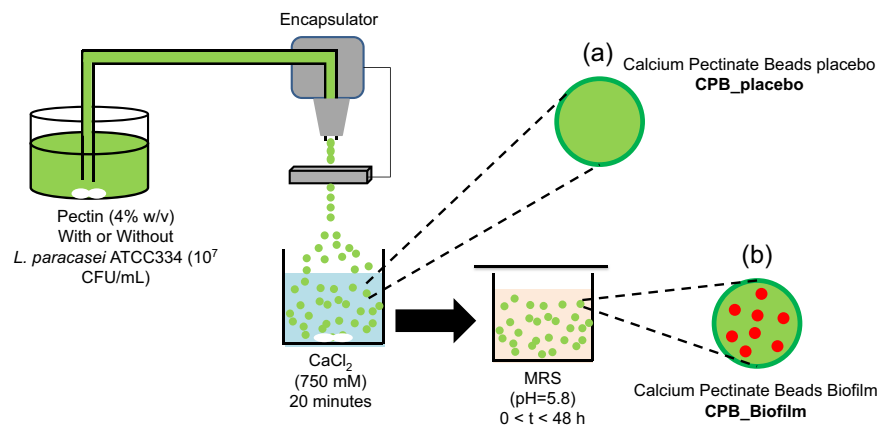 Encapsulator
(a)
Calcium Pectinate Beads placebo
CPB_placebo
Pectin (4% w/v)
With or Without
L. paracasei ATCC334 (10⁷
CFU/mL)
(b)
CaCl₂
(750 mM)
20 minutes
MRS
(pH=5.8)
0 < t < 48 h
Calcium Pectinate Beads Biofilm
CPB_Biofilm